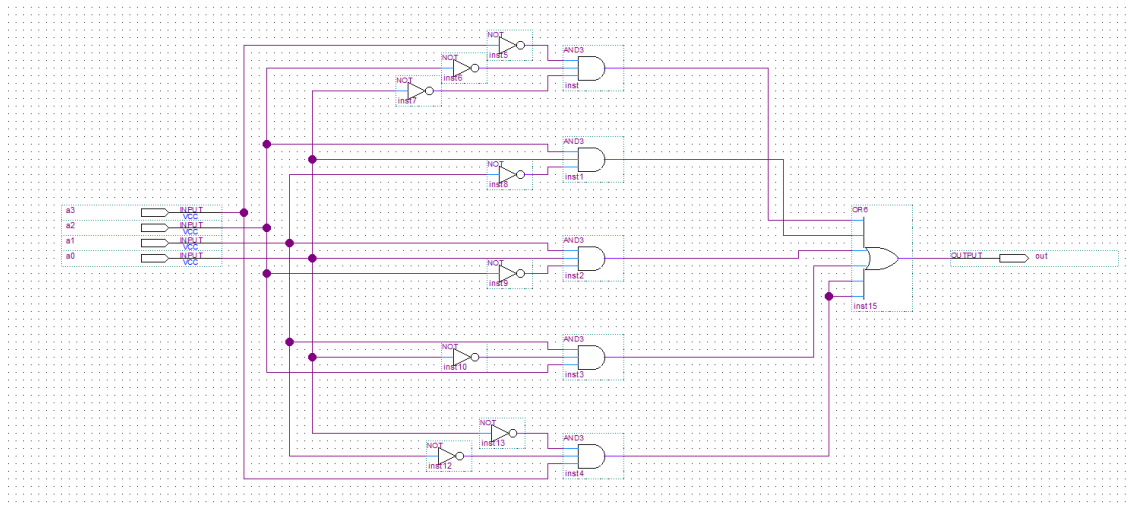 NOT
inst5
AND3
inst
NOT
inst6
NOT
inst7
AND3
inst1
NOT
inst8
OR6
a3 INPUT
VCC
a2 INPUT
VCC
a1 INPUT
VCC
a0 INPUT
VCC
AND3
inst2
NOT
inst9
OUTPUT out
inst15
AND3
inst3
NOT
inst10
NOT
inst13
AND3
inst4
NOT
inst12